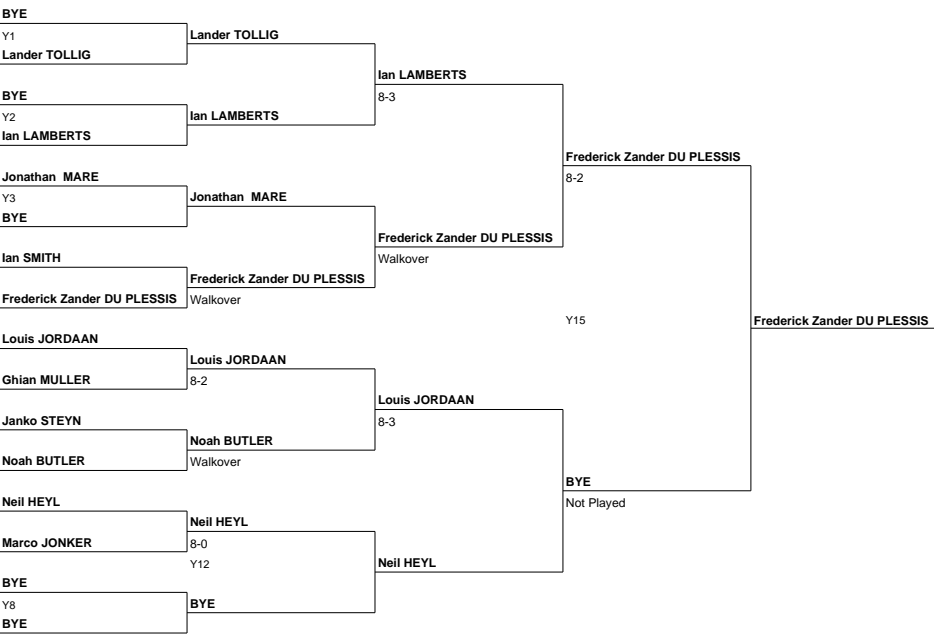 BYE
Y1
Lander TOLLIG
BYE
Y2
Ian LAMBERTS
Jonathan MARE
Y3
BYE
Ian SMITH
Frederick Zander DU PLESSIS
Louis JORDAAN
Ghian MULLER
Janko STEYN
Noah BUTLER
Neil HEYL
Marco JONKER
BYE
Y8
BYE
Lander TOLLIG
Ian LAMBERTS
Jonathan MARE
Frederick Zander DU PLESSIS
Walkover
Louis JORDAAN
8-2
Noah BUTLER
Walkover
Neil HEYL
8-0
Y12
BYE
Ian LAMBERTS
8-3
Frederick Zander DU PLESSIS
Walkover
Louis JORDAAN
8-3
Neil HEYL
Frederick Zander DU PLESSIS
8-2
Y15
BYE
Not Played
Frederick Zander DU PLESSIS